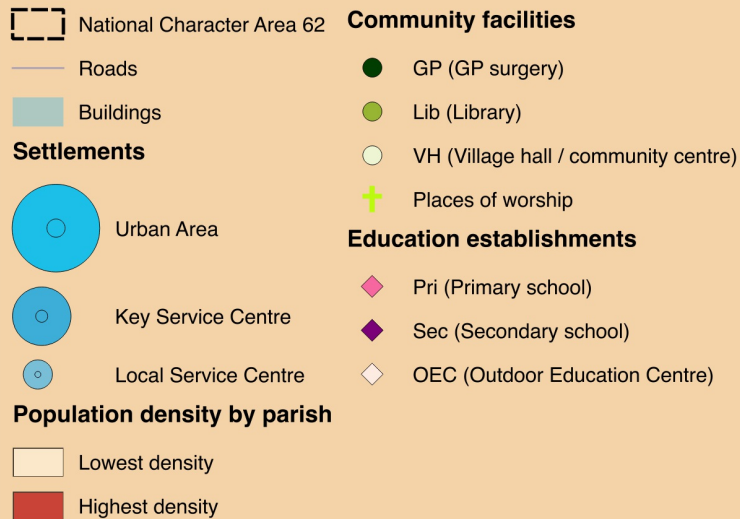 National Character Area 62
Roads
Buildings
Settlements
Urban Area
Key Service Centre
Local Service Centre
Population density by parish
Lowest density
Highest density
Community facilities
GP (GP surgery)
Lib (Library)
VH (Village hall / community centre)
Places of worship
Education establishments
Pri (Primary school)
Sec (Secondary school)
OEC (Outdoor Education Centre)